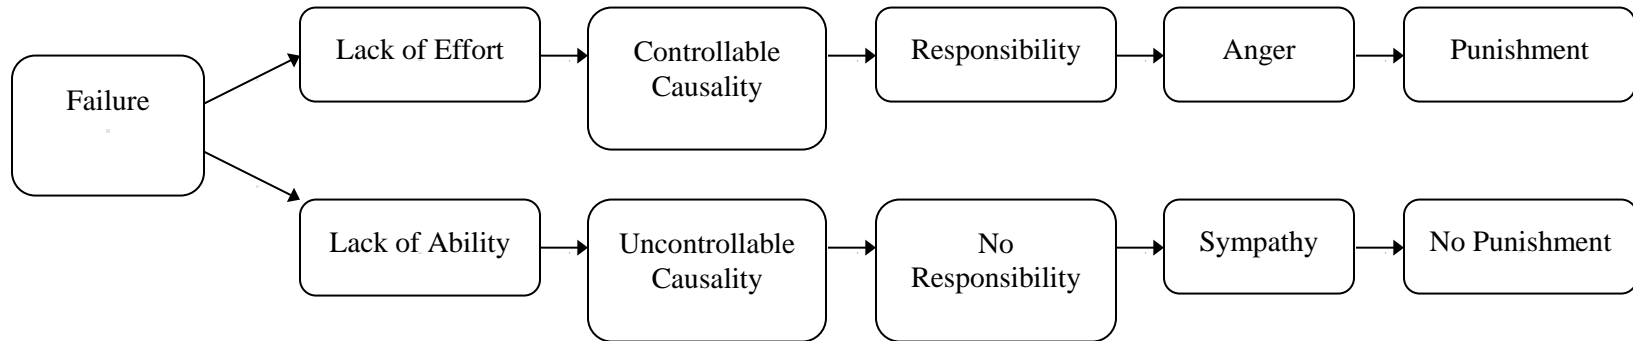 Failure
Lack of Effort
Controllable
Causality
Responsibility
Anger
Punishment
Lack of Ability
Uncontrollable
Causality
No
Responsibility
Sympathy
No Punishment